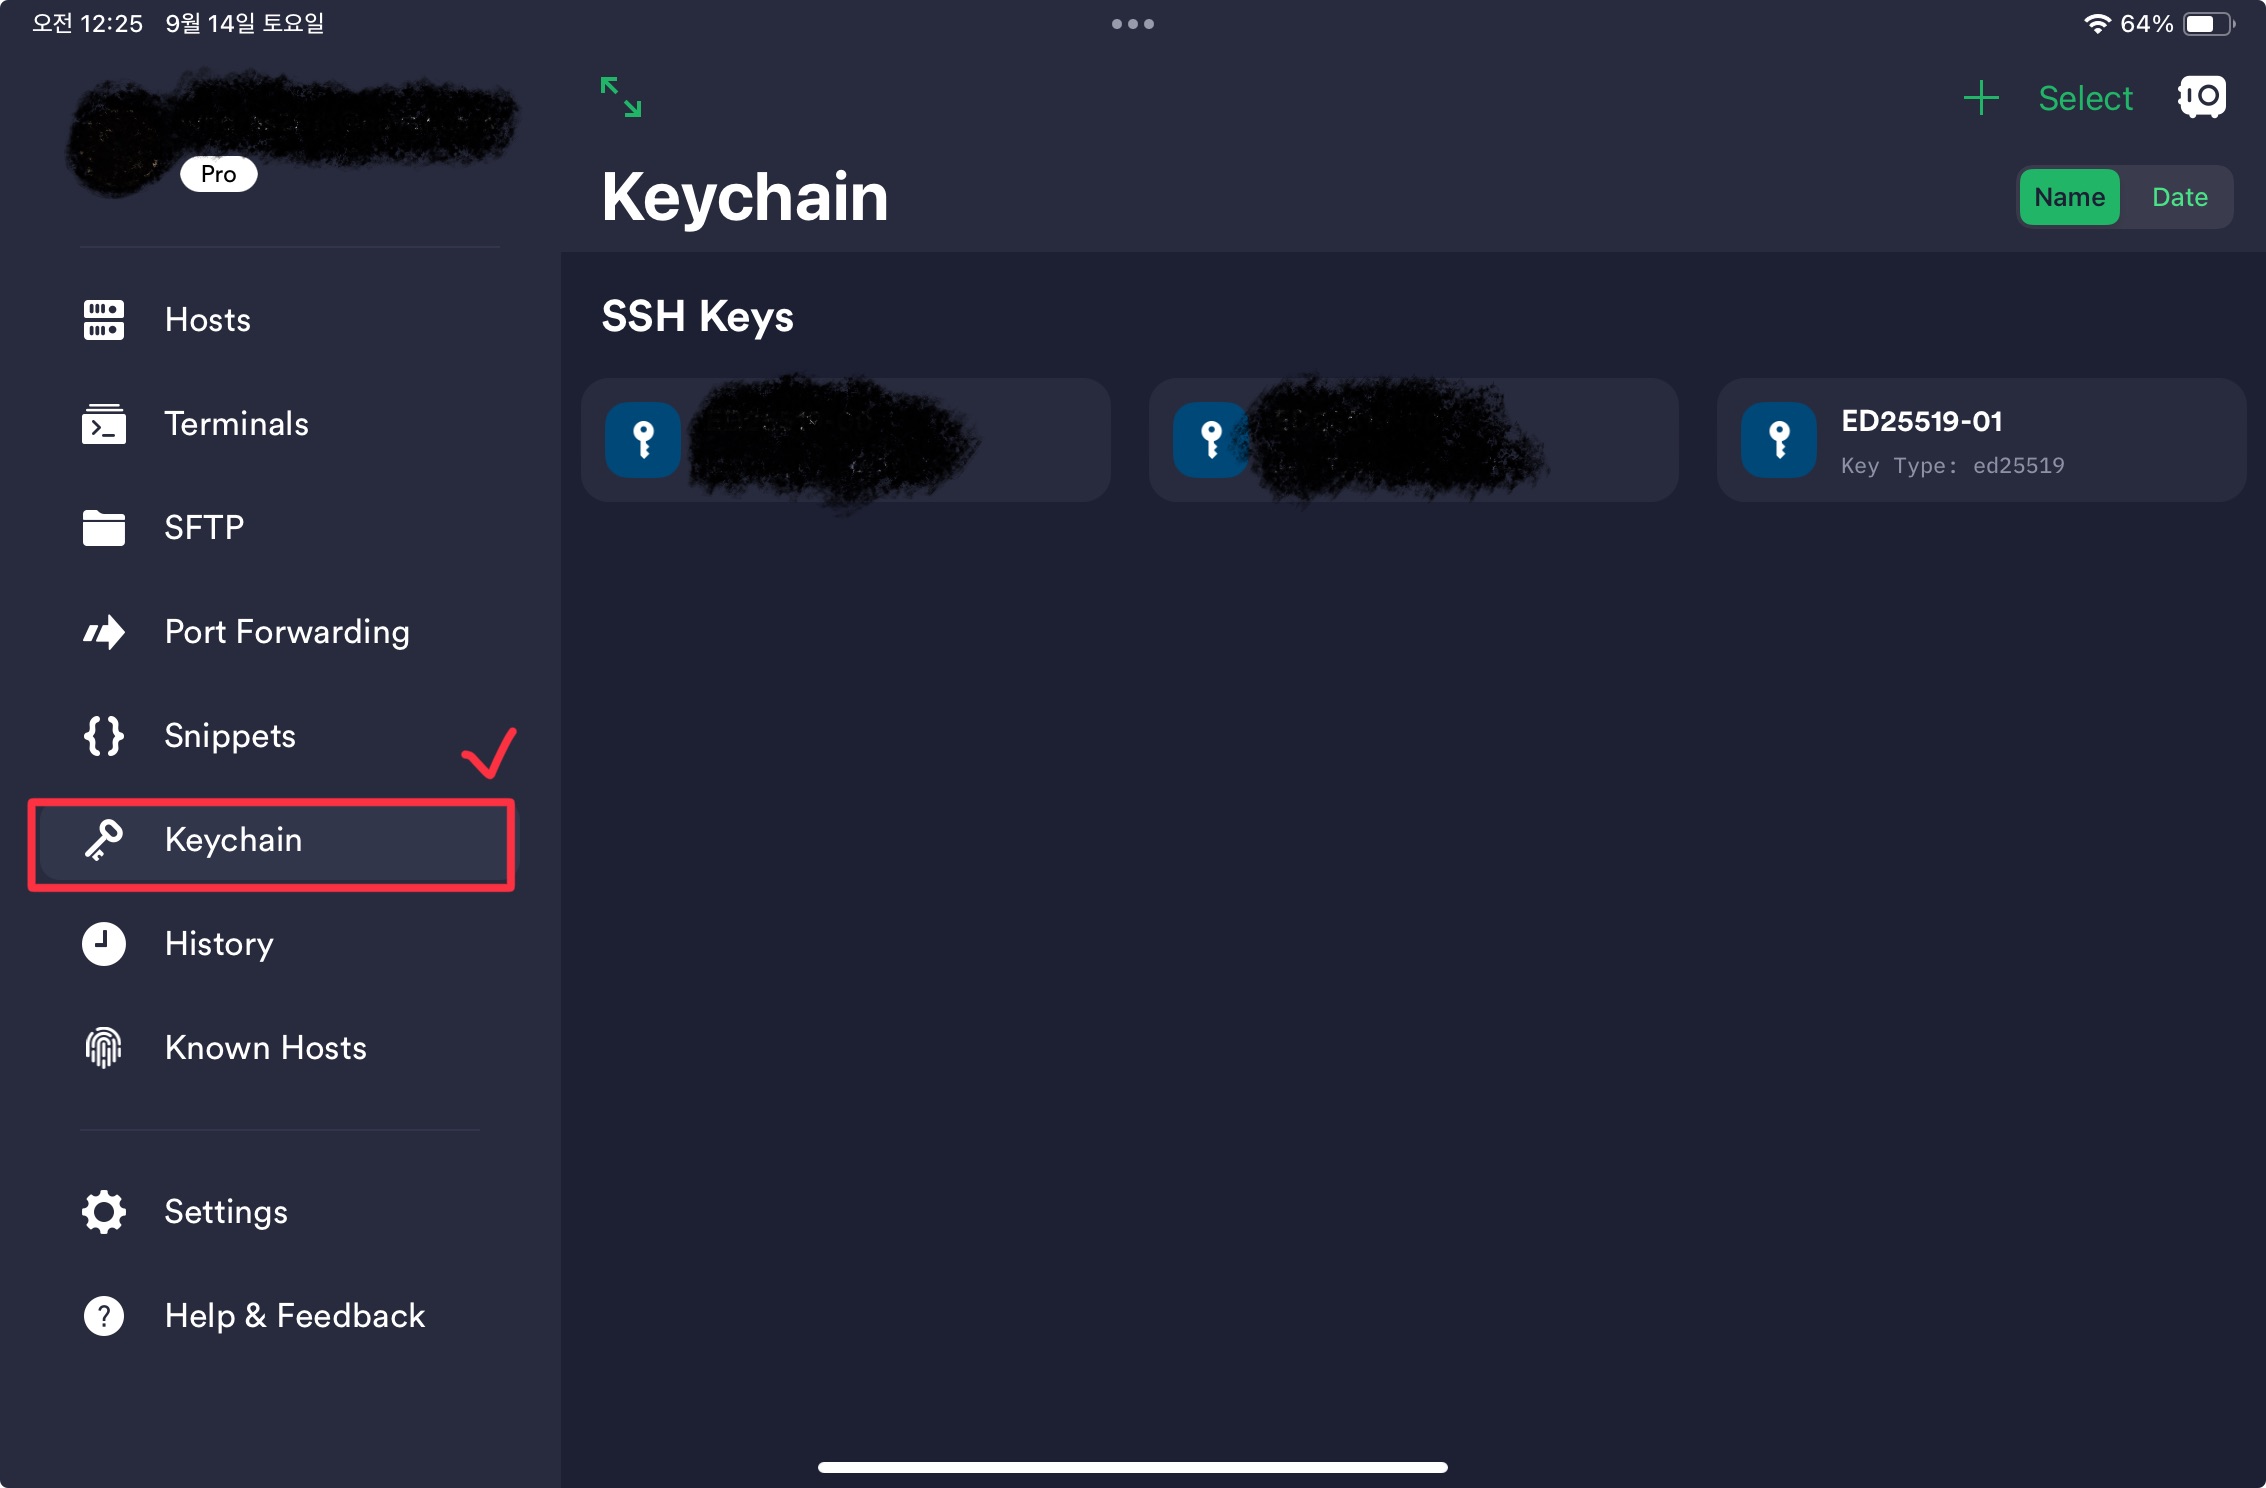 오전 12:25 9월 14일 토요일
64%
Pro
Hosts
Terminals
SFTP
Port Forwarding
Snippets
Keychain
History
Known Hosts
Settings
Help & Feedback
Select
Keychain
Name Date
SSH Keys
ED25519-01
Key Type: ed25519